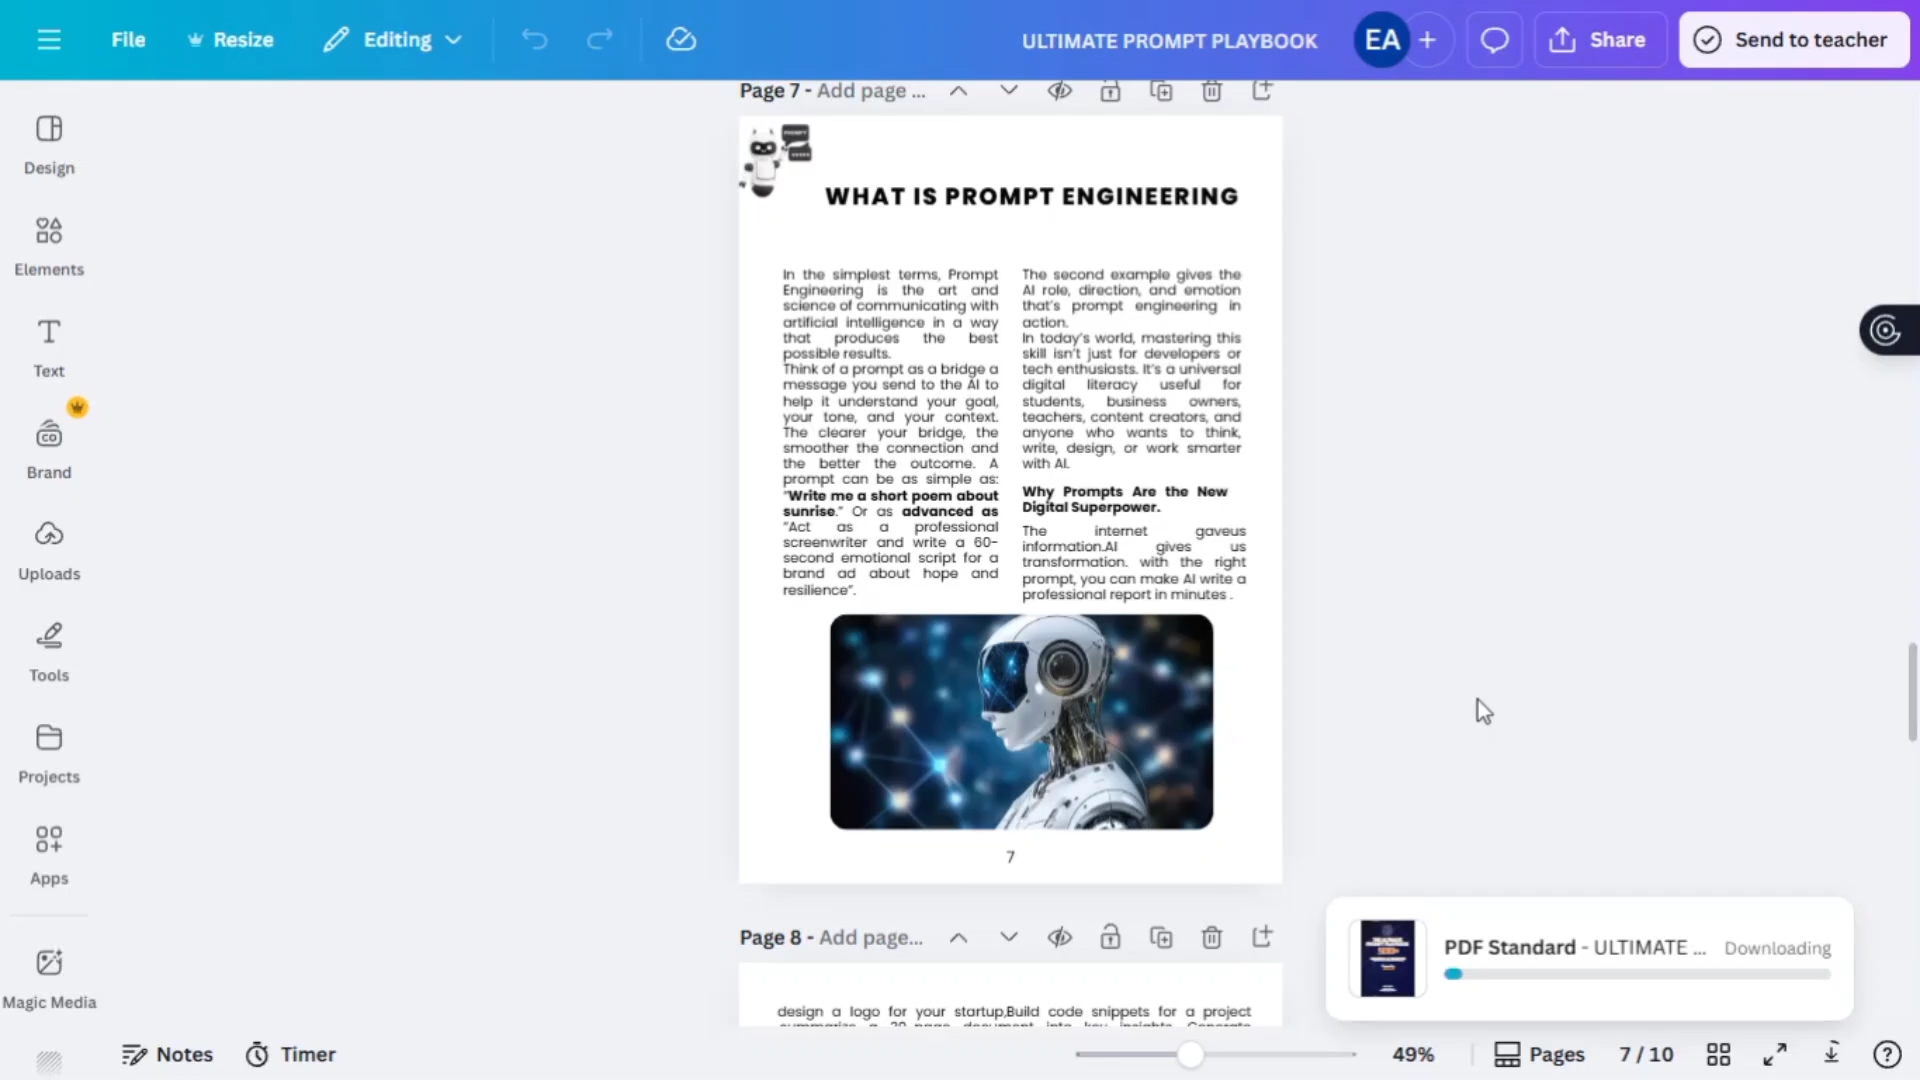 File
Resize
Editing
ULTIMATE PROMPT PLAYBOOK
EA
Share
Send to teacher
Design
Elements
Text
Brand
Uploads
Tools
Projects
Apps
Magic Media
Page 7 - Add page ...
WHAT IS PROMPT ENGINEERING
In the simplest terms, Prompt
Engineering is the art and
science of communicating with
artificial intelligence in a way
that produces the best
possible results.
Think of a prompt as a bridge a
message you send to the AI to
help it understand your goal,
your tone, and your context.
The clearer your bridge, the
smoother the connection and
the better the outcome. A
prompt can be as simple as:
"Write me a short poem about
sunrise." Or as advanced as
"Act as a professional
screenwriter and write a 60-
second emotional script for a
brand ad about hope and
resilience".
The second example gives the
AI role, direction, and emotion
that's prompt engineering in
action.
In today's world, mastering this
skill isn't just for developers or
tech enthusiasts. It's a universal
digital literacy useful for
students, business owners,
teachers, content creators, and
anyone who wants to think,
write, design, or work smarter
with AI.
Why Prompts Are the New
Digital Superpower.
The internet gaveus
information.AI gives us
transformation. with the right
prompt, you can make AI write a
professional report in minutes .
7
Page 8 - Add page...
design a logo for your startup,Build code snippets for a project
PDF Standard - ULTIMATE ...
Downloading
Notes
Timer
49%
Pages
7 / 10